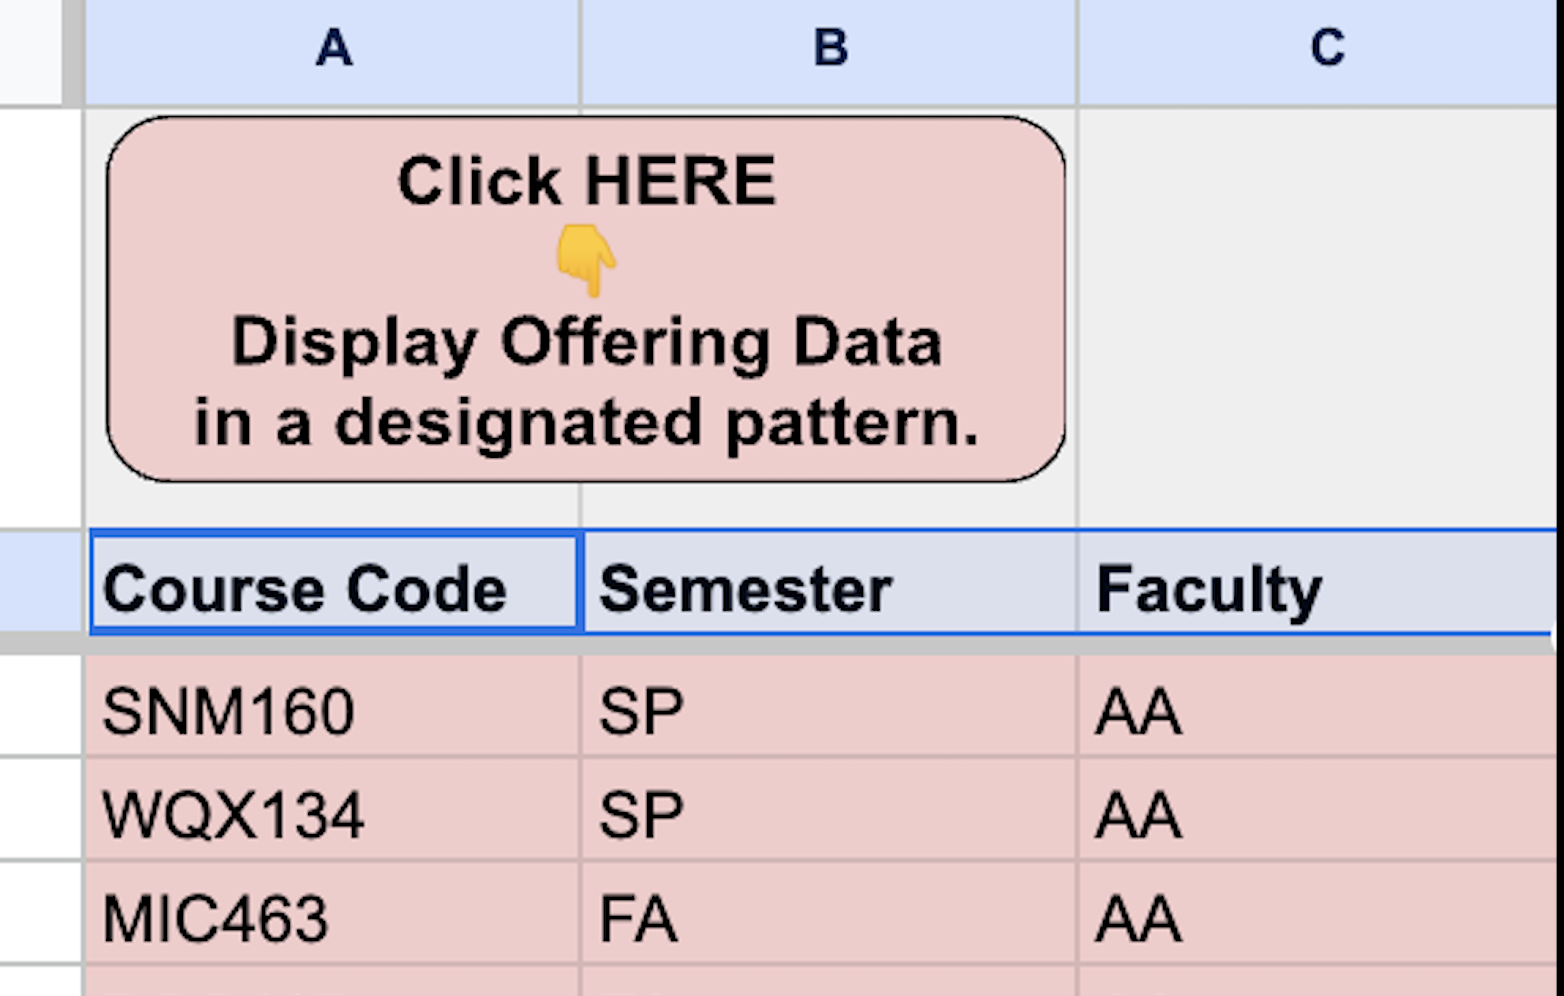 A B C
Click HERE
👇
Display Offering Data
in a designated pattern.
Course Code Semester Faculty
SNM160 SP AA
WQX134 SP AA
MIC463 FA AA